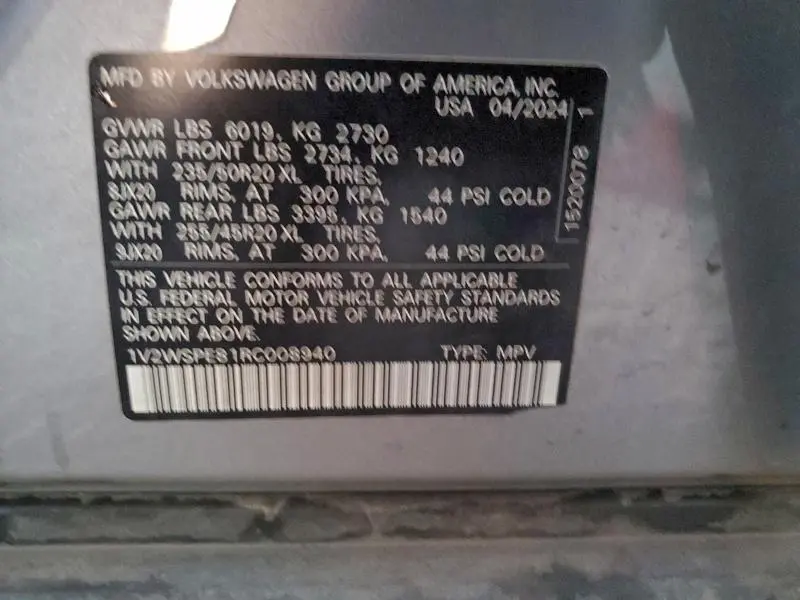 MFD BY VOLKSWAGEN GROUP OF AMERICA, INC.
USA 04/2024
GVWR LBS 6019, KG 2730
GAWR FRONT LBS 2734, KG 1240
WITH 235/50R20 XL TIRES,
8JX20 RIMS, AT 300 KPA, 44 PSI COLD
GAWR REAR LBS 3395, KG 1540
WITH 255/45R20 XL TIRES,
9JX20 RIMS, AT 300 KPA, 44 PSI COLD
1520078 1
THIS VEHICLE CONFORMS TO ALL APPLICABLE
U.S. FEDERAL MOTOR VEHICLE SAFETY STANDARDS
IN EFFECT ON THE DATE OF MANUFACTURE
SHOWN ABOVE.
1V2WSPE81RC008940 TYPE: MPV